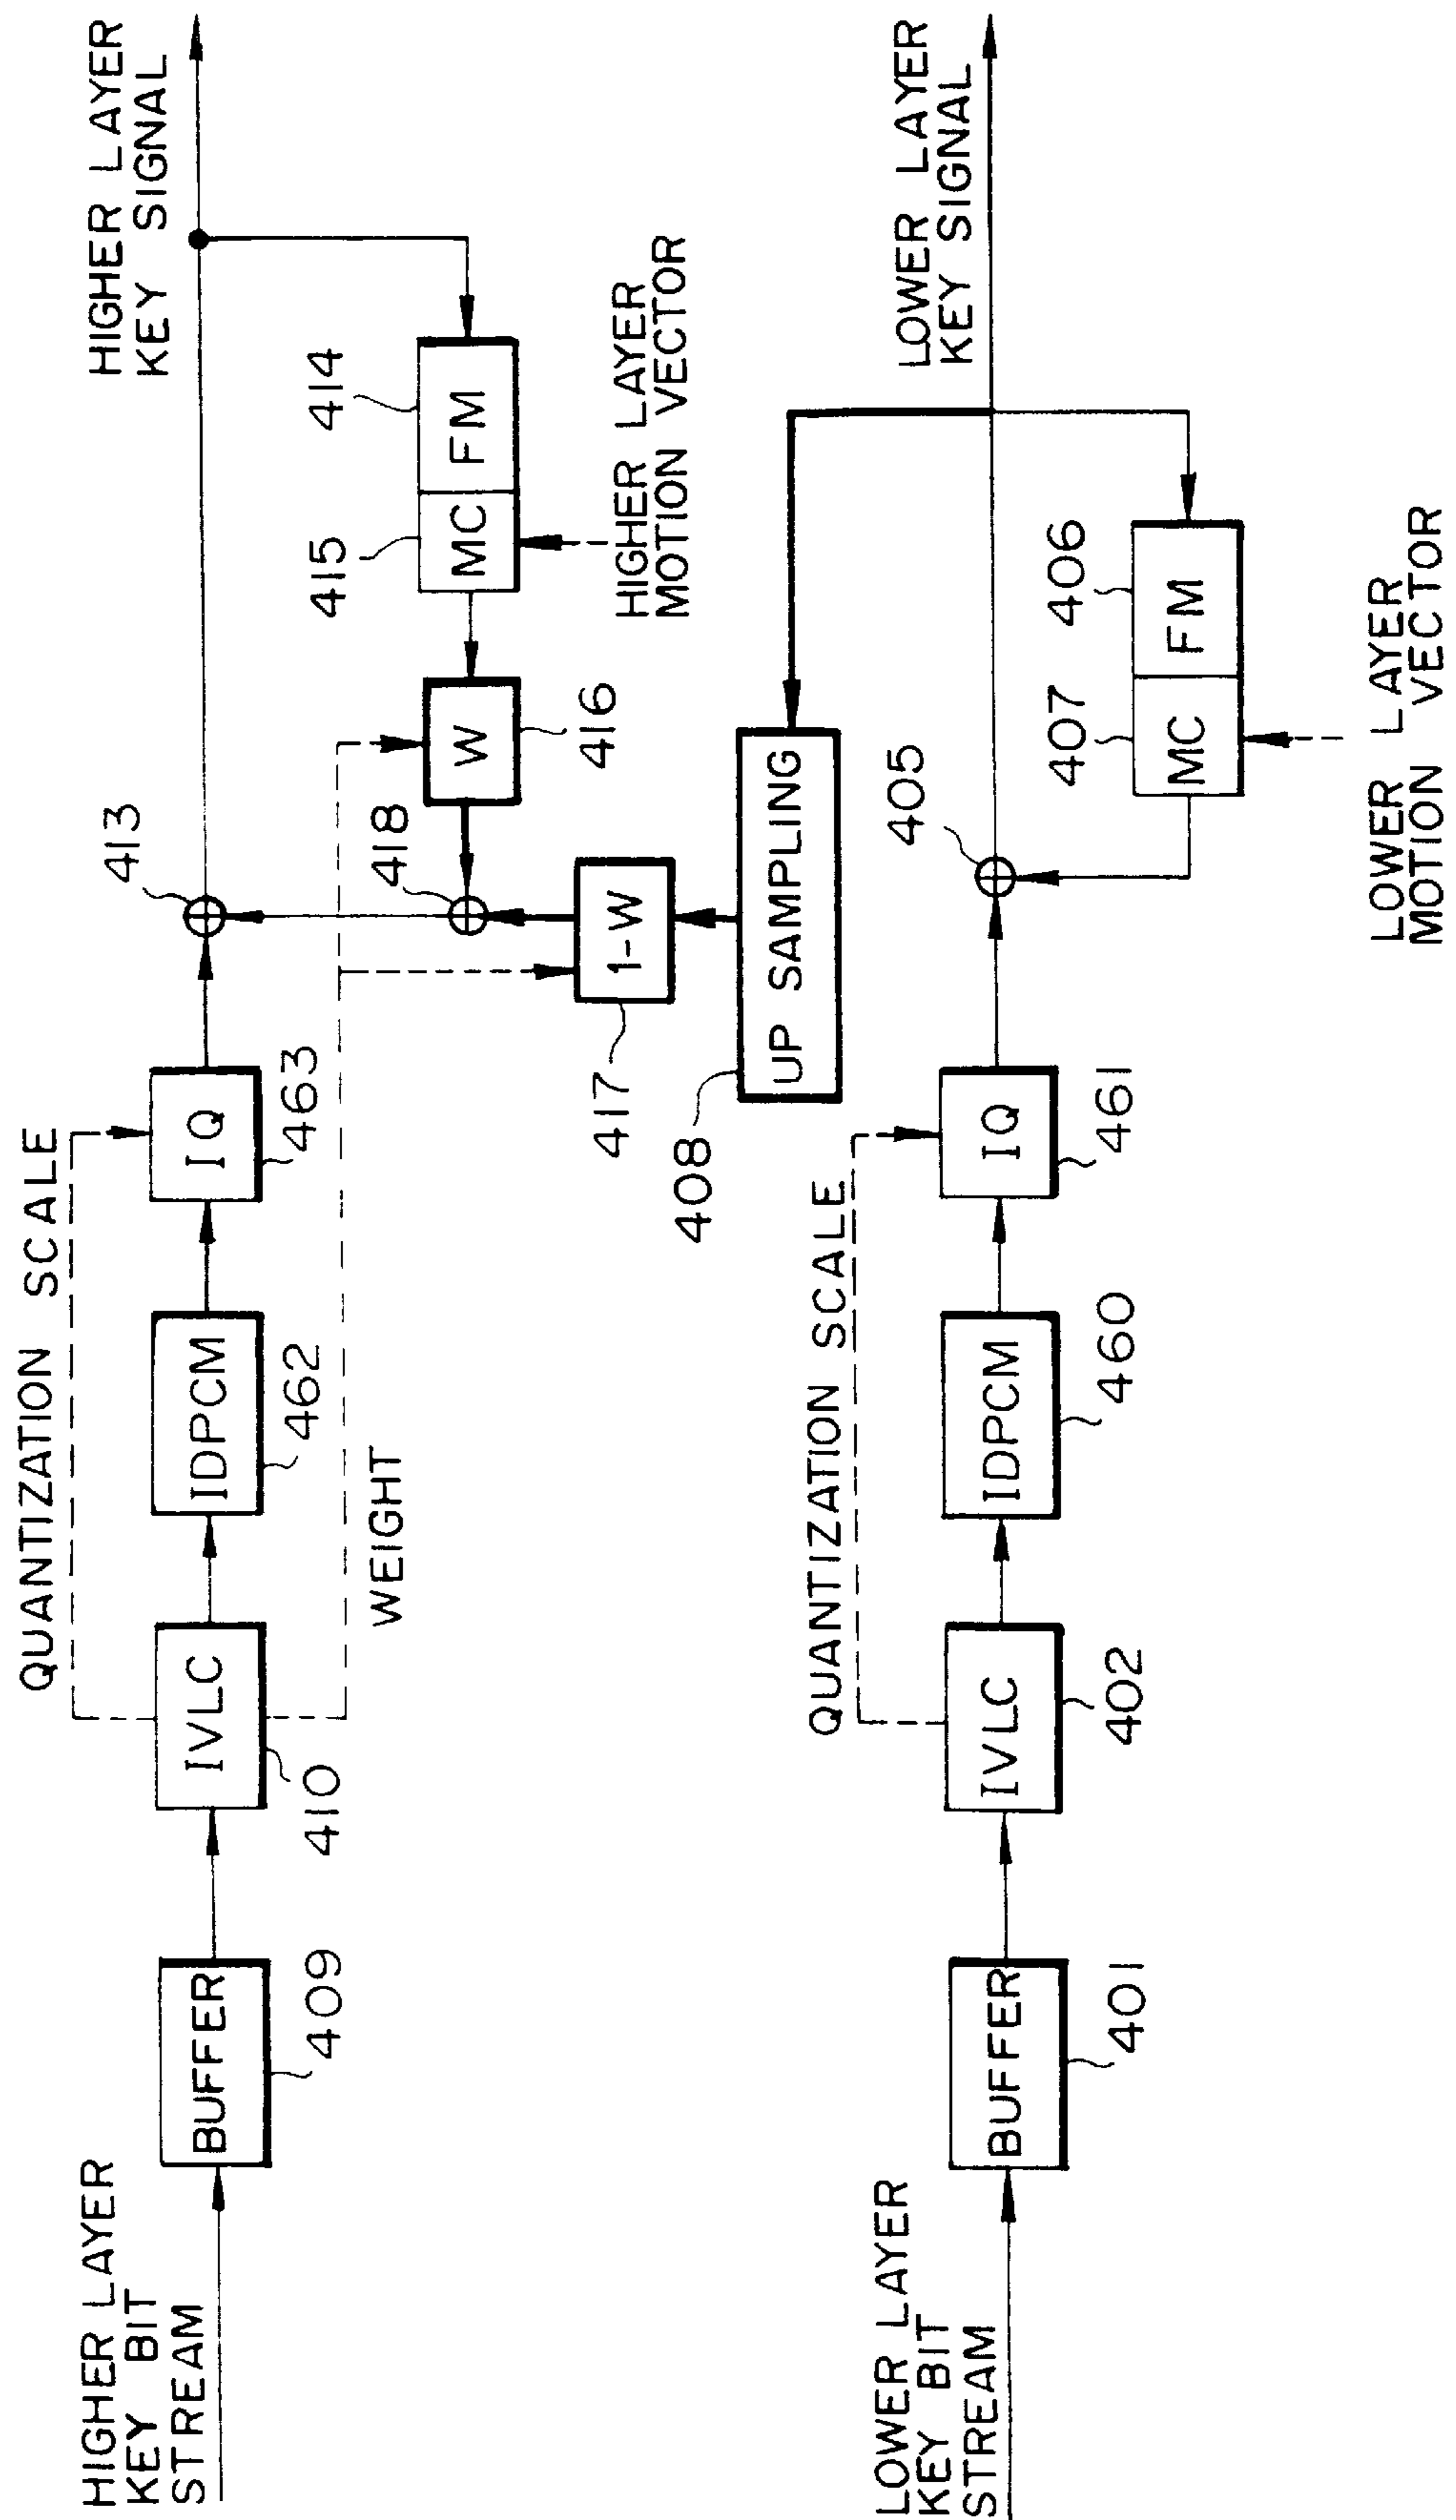 HIGHER LAYER
KEY BIT
STREAM
BUFFER
409
IVLC
410
QUANTIZATION SCALE
IDPCM
462
IQ
463
WEIGHT
413
HIGHER LAYER
KEY SIGNAL
418
W
416
415
MC
414
FM
HIGHER LAYER
MOTION VECTOR
1-W
417
UP SAMPLING
408
LOWER LAYER
KEY BIT
STREAM
BUFFER
401
IVLC
402
QUANTIZATION SCALE
IDPCM
460
IQ
461
405
LOWER LAYER
KEY SIGNAL
407
MC
406
FM
LOWER LAYER
MOTION VECTOR